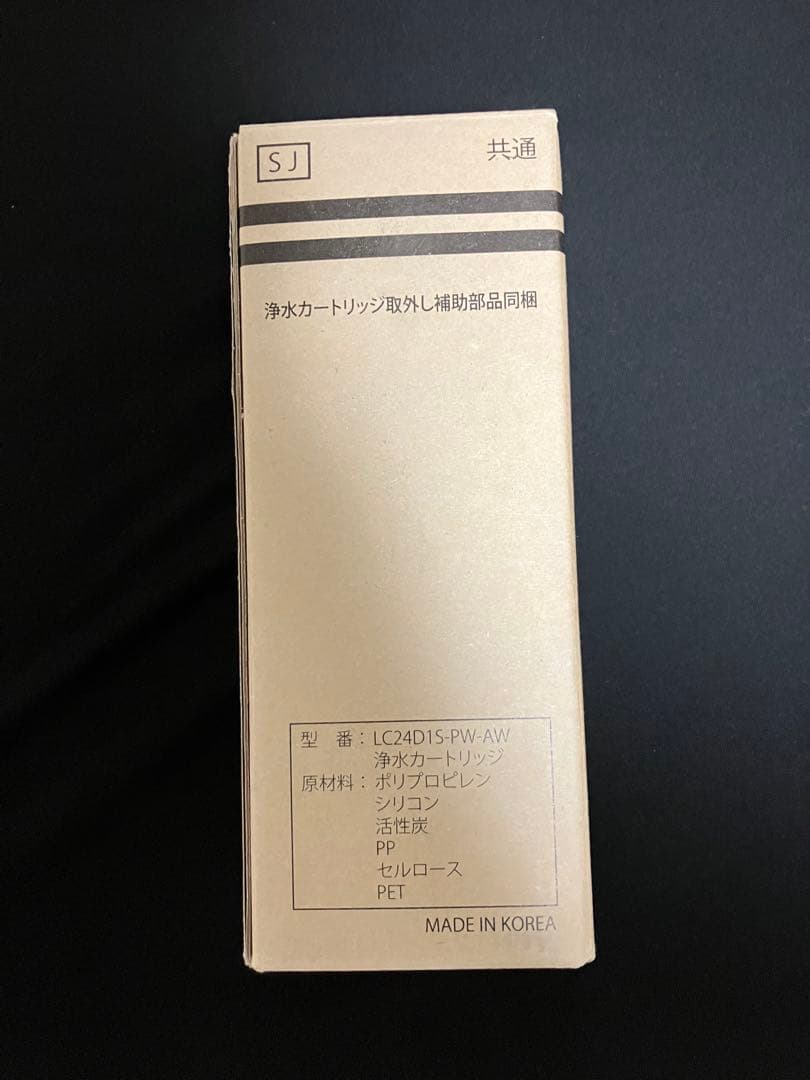 SJ 共通
浄水カートリッジ取外し補助部品同梱
型　番：LC24D1S-PW-AW
浄水カートリッジ
原材料：ポリプロピレン
シリコン
活性炭
PP
セルロース
PET
MADE IN KOREA